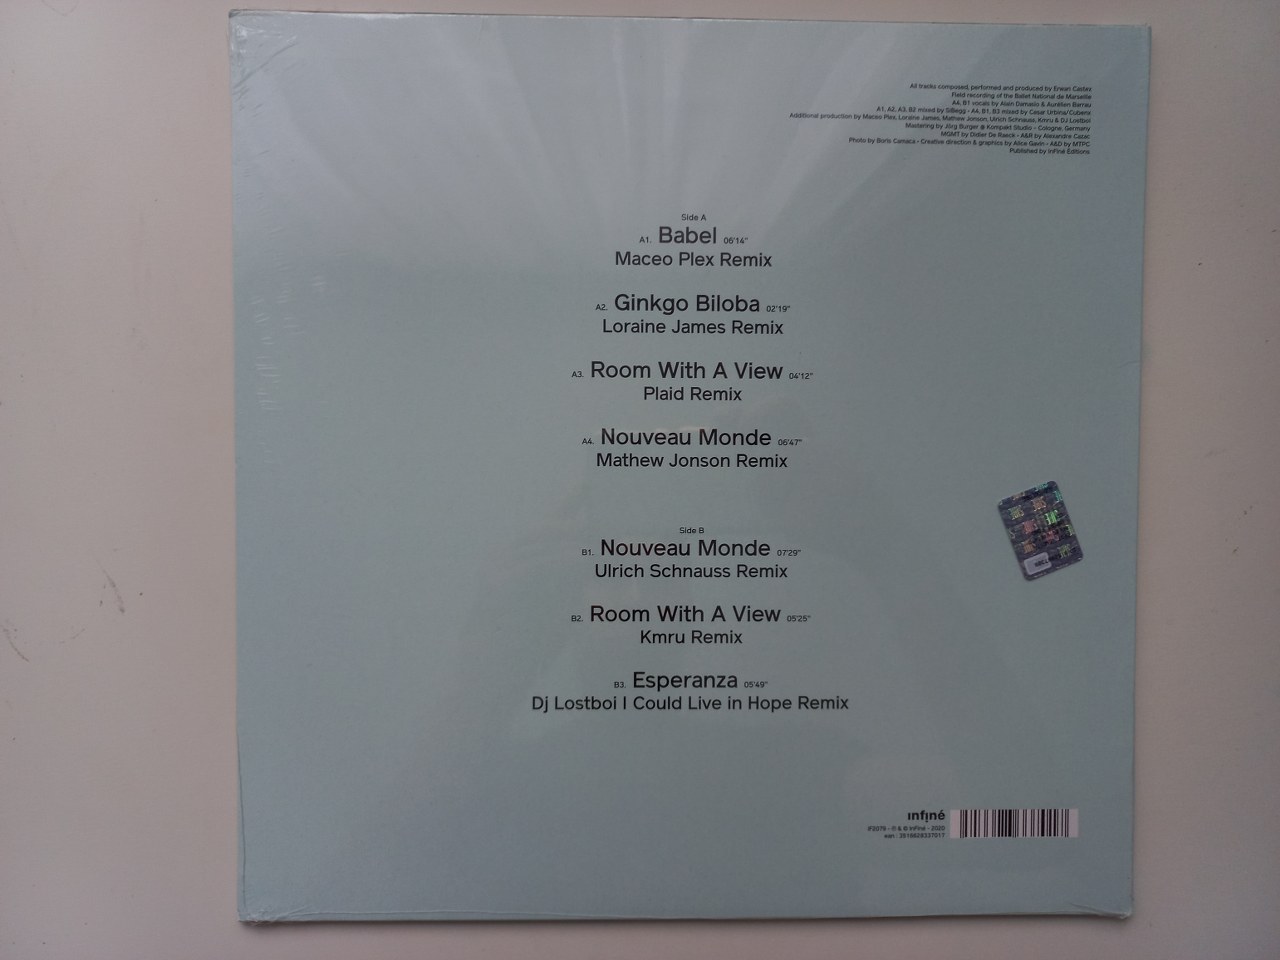 All tracks composed, performed and produced by Erwan Castex
Field recording of the Ballet National de Marseille
A4, B1 vocals by Alain Damasio & Aurélien Barrau
A1, A2, A3, B2 mixed by SiBegg - A4, B1, B3 mixed by Cesar Urbina/Cubenx
Additional production by Maceo Plex, Loraine James, Mathew Jonson, Ulrich Schnauss, Kmru & DJ Lostboi
Mastering by Jörg Burger @ Kompakt Studio - Cologne, Germany
MGMT by Didier De Raeck - A&R by Alexandre Cazac
Photo by Boris Camaca - Creative direction & graphics by Alice Gavin - A&D by MTPC
Published by InFiné Éditions
Side A
A1. Babel 06'14"
Maceo Plex Remix
A2. Ginkgo Biloba 02'19"
Loraine James Remix
A3. Room With A View 04'12"
Plaid Remix
A4. Nouveau Monde 06'47"
Mathew Jonson Remix
Side B
B1. Nouveau Monde 07'29"
Ulrich Schnauss Remix
B2. Room With A View 05'25"
Kmru Remix
B3. Esperanza 05'49"
Dj Lostboi I Could Live in Hope Remix
infiné
& InFiné - 2020
ean :